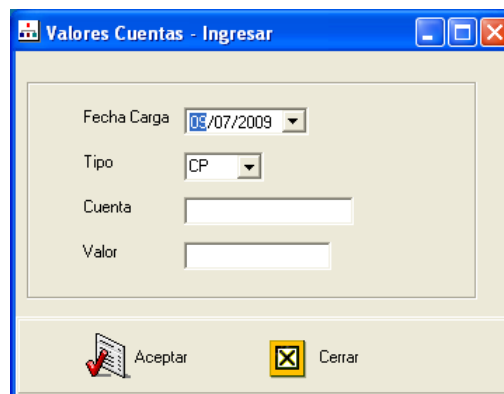 Valores Cuentas - Ingresar
Fecha Carga 09/07/2009
Tipo CP
Cuenta
Valor
Aceptar Cerrar